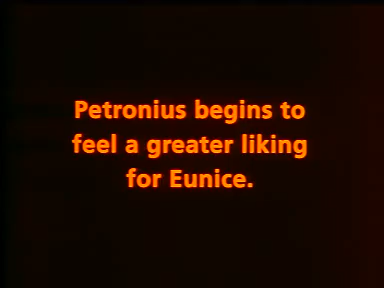 Petronius begins to
feel a greater liking
for Eunice.